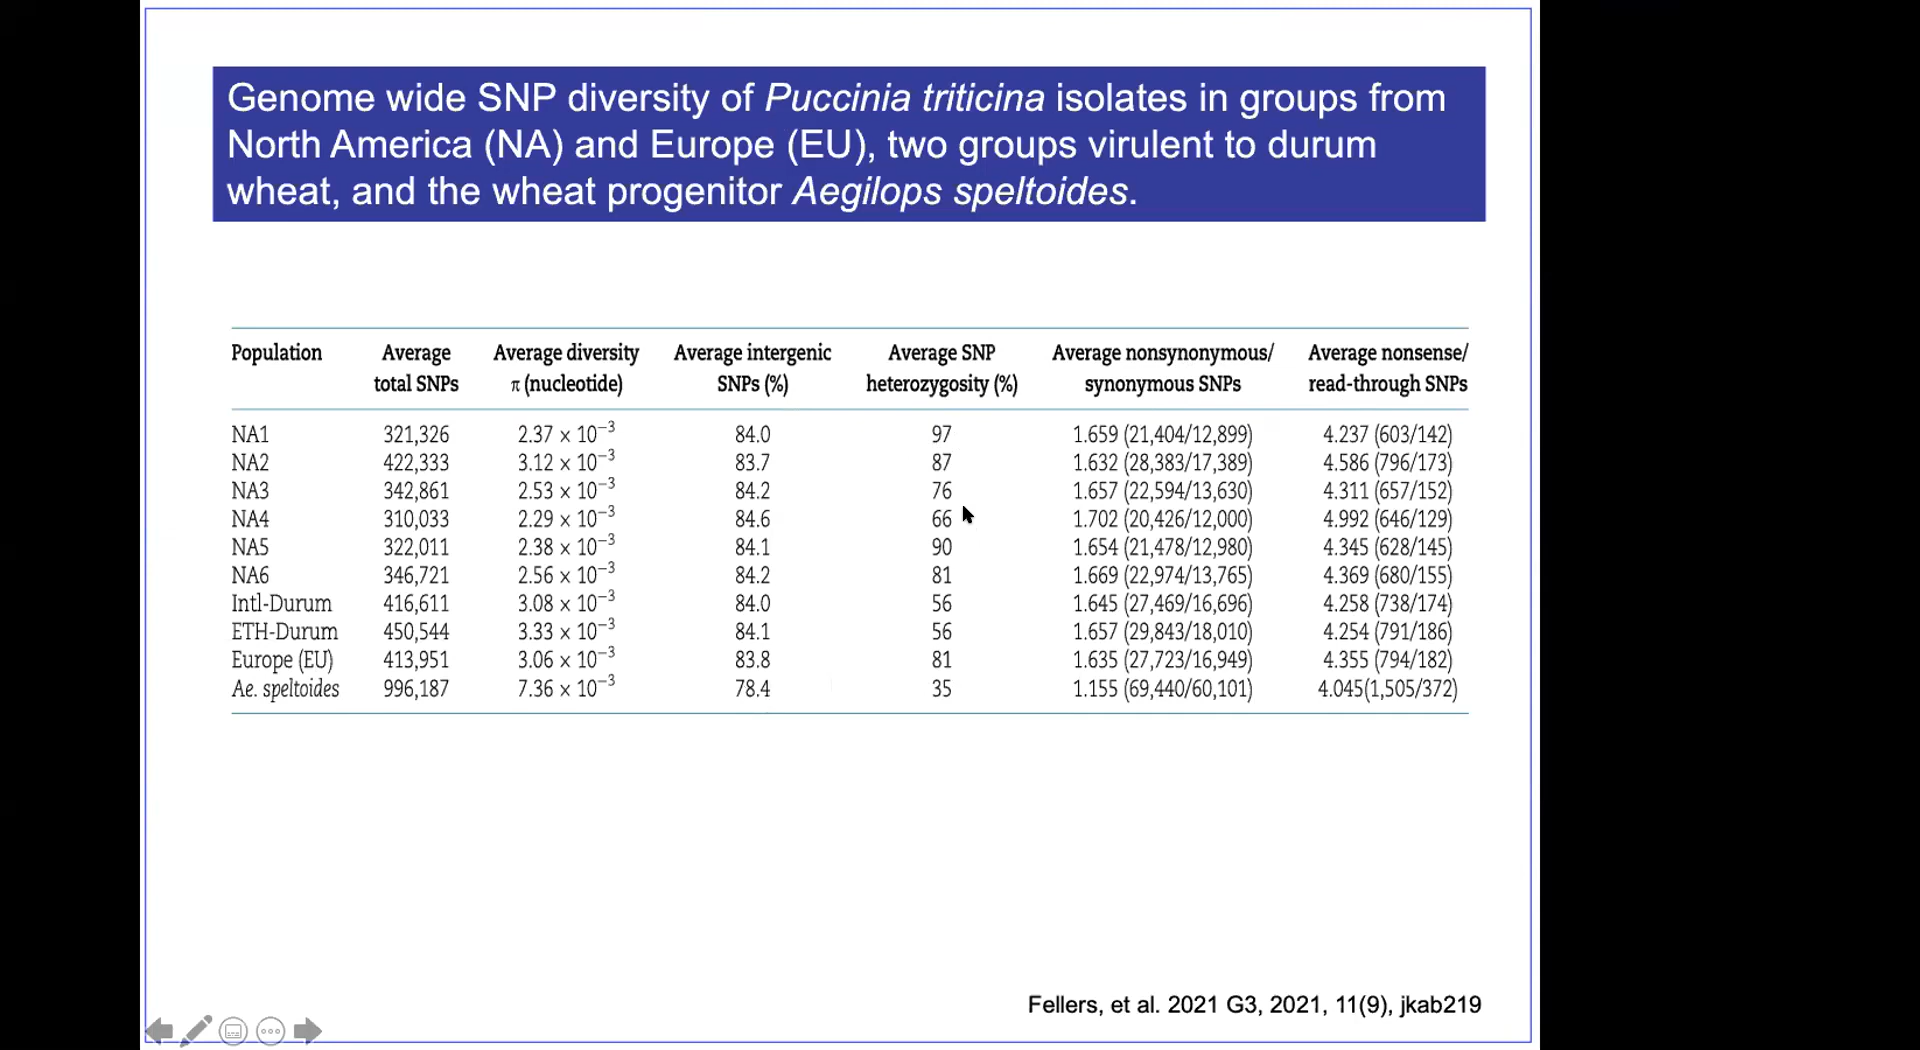 Genome wide SNP diversity of Puccinia triticina isolates in groups from
North America (NA) and Europe (EU), two groups virulent to durum
wheat, and the wheat progenitor Aegilops speltoides.
Population Average total SNPs Average diversity π (nucleotide) Average intergenic SNPs (%) Average SNP heterozygosity (%) Average nonsynonymous/ synonymous SNPs Average nonsense/ read-through SNPs
NA1 321,326 2.37 × 10⁻³ 84.0 97 1.659 (21,404/12,899) 4.237 (603/142)
NA2 422,333 3.12 × 10⁻³ 83.7 87 1.632 (28,383/17,389) 4.586 (796/173)
NA3 342,861 2.53 × 10⁻³ 84.2 76 1.657 (22,594/13,630) 4.311 (657/152)
NA4 310,033 2.29 × 10⁻³ 84.6 66 1.702 (20,426/12,000) 4.992 (646/129)
NA5 322,011 2.38 × 10⁻³ 84.1 90 1.654 (21,478/12,980) 4.345 (628/145)
NA6 346,721 2.56 × 10⁻³ 84.2 81 1.669 (22,974/13,765) 4.369 (680/155)
Intl-Durum 416,611 3.08 × 10⁻³ 84.0 56 1.645 (27,469/16,696) 4.258 (738/174)
ETH-Durum 450,544 3.33 × 10⁻³ 84.1 56 1.657 (29,843/18,010) 4.254 (791/186)
Europe (EU) 413,951 3.06 × 10⁻³ 83.8 81 1.635 (27,723/16,949) 4.355 (794/182)
Ae. speltoides 996,187 7.36 × 10⁻³ 78.4 35 1.155 (69,440/60,101) 4.045(1,505/372)
Fellers, et al. 2021 G3, 2021, 11(9), jkab219